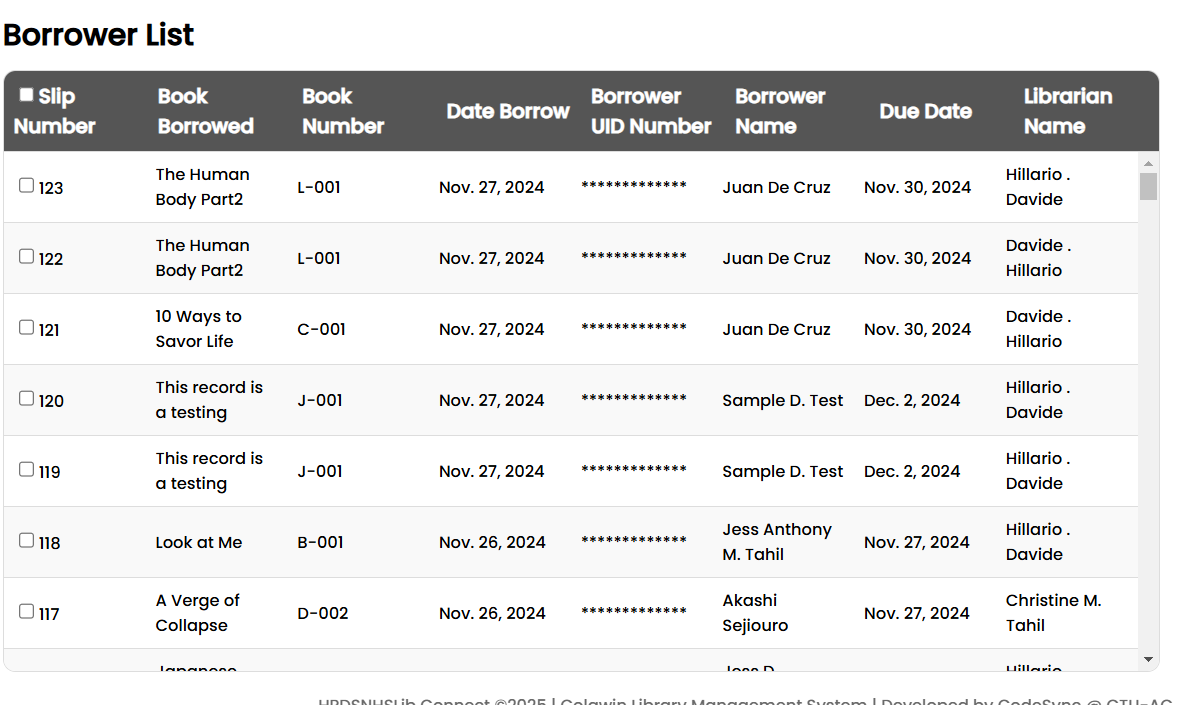 Borrower List
Slip Number Book Borrowed Book Number Date Borrow Borrower UID Number Borrower Name Due Date Librarian Name
123 The Human Body Part2 L-001 Nov. 27, 2024 ************* Juan De Cruz Nov. 30, 2024 Hillario . Davide
122 The Human Body Part2 L-001 Nov. 27, 2024 ************* Juan De Cruz Nov. 30, 2024 Davide . Hillario
121 10 Ways to Savor Life C-001 Nov. 27, 2024 ************* Juan De Cruz Nov. 30, 2024 Davide . Hillario
120 This record is a testing J-001 Nov. 27, 2024 ************* Sample D. Test Dec. 2, 2024 Hillario . Davide
119 This record is a testing J-001 Nov. 27, 2024 ************* Sample D. Test Dec. 2, 2024 Hillario . Davide
118 Look at Me B-001 Nov. 26, 2024 ************* Jess Anthony M. Tahil Nov. 27, 2024 Hillario . Davide
117 A Verge of Collapse D-002 Nov. 26, 2024 ************* Akashi Sejiouro Nov. 27, 2024 Christine M. Tahil
Japanese Jess D. Hillario
Connect ©2025 | Library Management System | Developed by CodeSync @ CTU-AC